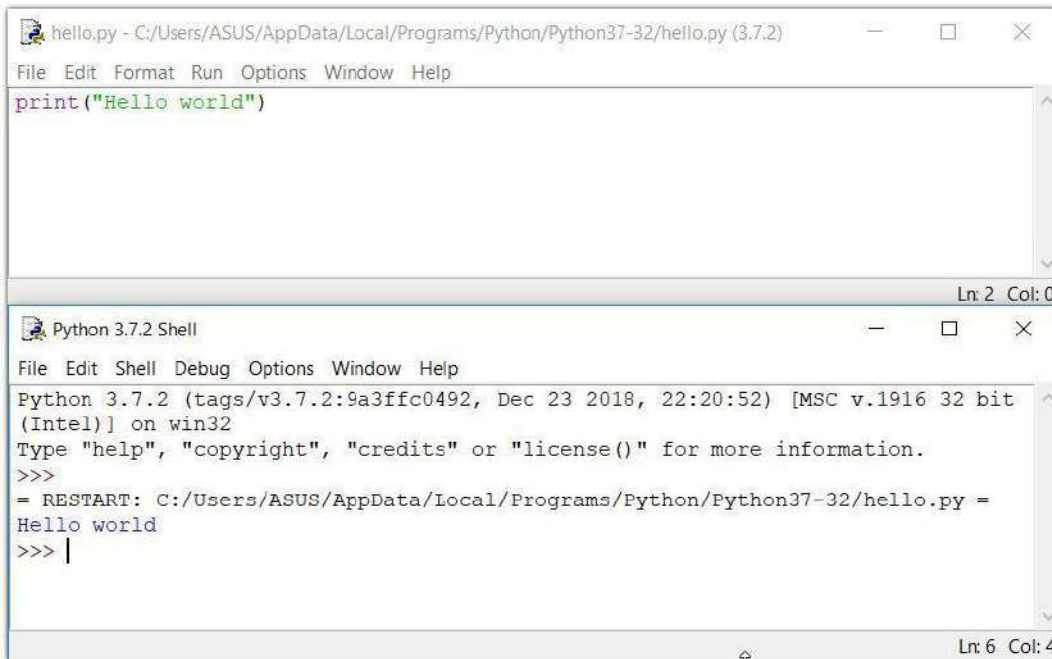 hello.py - C:/Users/ASUS/AppData/Local/Programs/Python/Python37-32/hello.py (3.7.2)
File Edit Format Run Options Window Help
print("Hello world")
Ln: 2 Col: 0
Python 3.7.2 Shell
File Edit Shell Debug Options Window Help
Python 3.7.2 (tags/v3.7.2:9a3ffc0492, Dec 23 2018, 22:20:52) [MSC v.1916 32 bit
(Intel)] on win32
Type "help", "copyright", "credits" or "license()" for more information.
>>>
= RESTART: C:/Users/ASUS/AppData/Local/Programs/Python/Python37-32/hello.py =
Hello world
>>>
Ln: 6 Col: 4